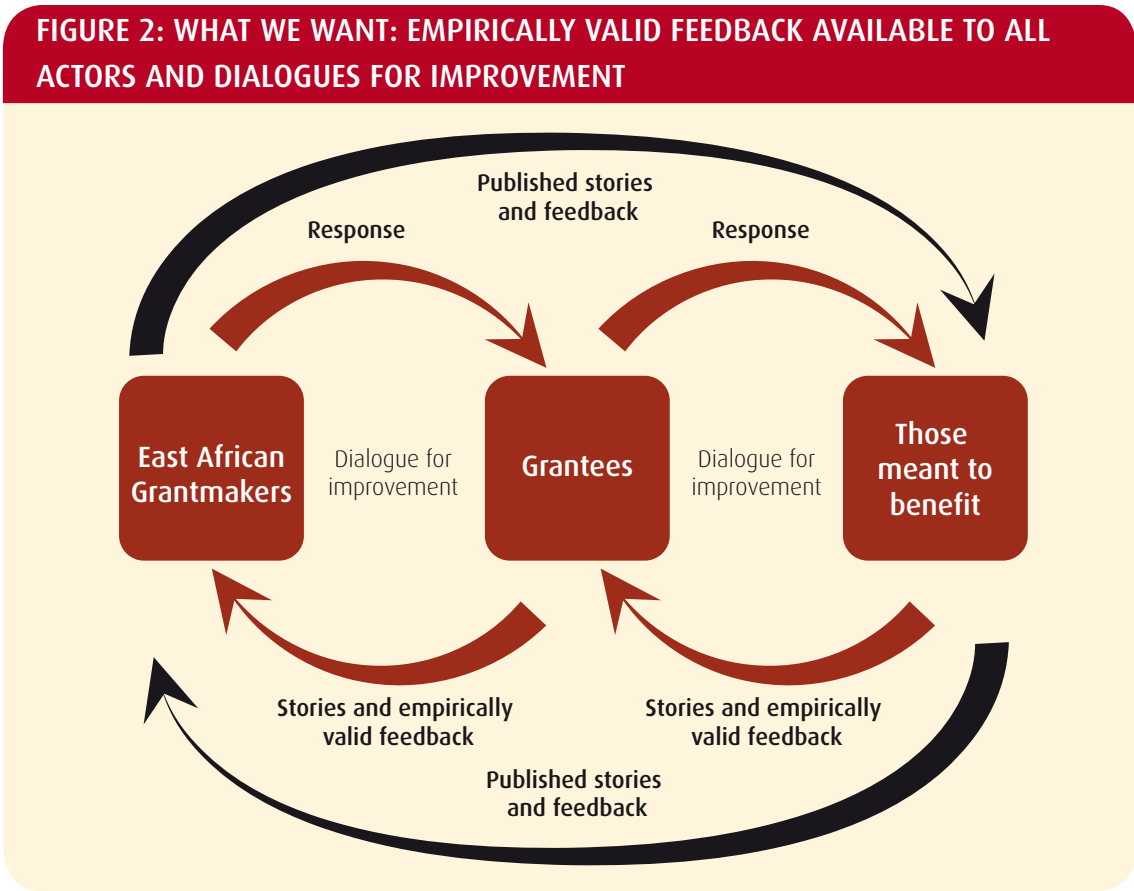 FIGURE 2: WHAT WE WANT: EMPIRICALLY VALID FEEDBACK AVAILABLE TO ALL
ACTORS AND DIALOGUES FOR IMPROVEMENT
Published stories
and feedback
Response
Response
East African
Grantmakers
Dialogue for
improvement
Grantees
Dialogue for
improvement
Those
meant to
benefit
Stories and empirically
valid feedback
Stories and empirically
valid feedback
Published stories
and feedback